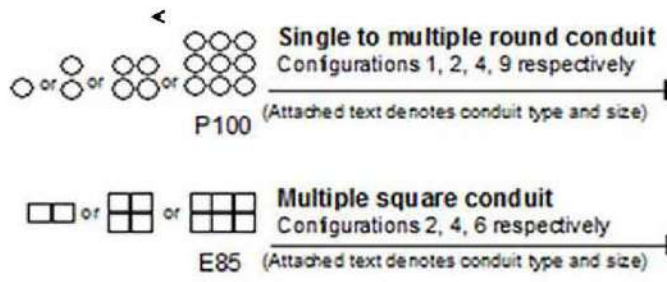 Single to multiple round conduit
or or or Configurations 1, 2, 4, 9 respectively
P100 (Attached text denotes conduit type and size)
Multiple square conduit
or or Configurations 2, 4, 6 respectively
E85 (Attached text denotes conduit type and size)